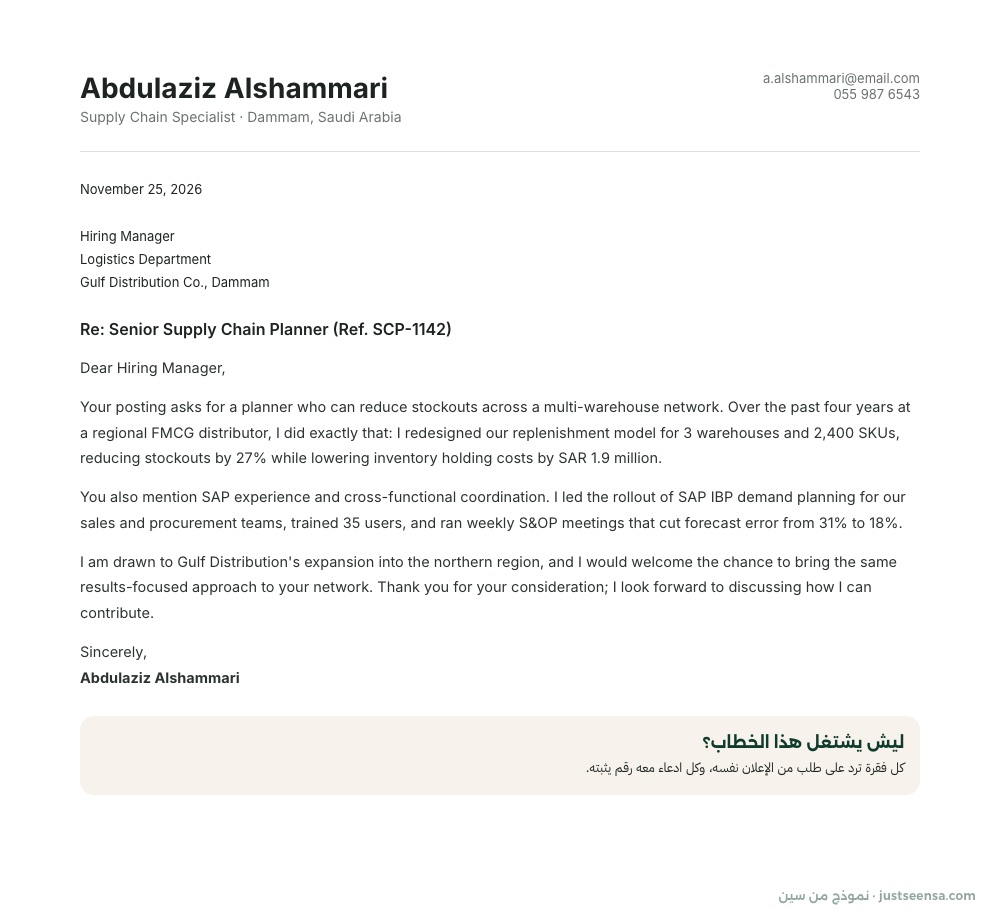 Abdulaziz Alshammari
Supply Chain Specialist · Dammam, Saudi Arabia
a.alshammari@email.com
055 987 6543
November 25, 2026
Hiring Manager
Logistics Department
Gulf Distribution Co., Dammam
Re: Senior Supply Chain Planner (Ref. SCP-1142)
Dear Hiring Manager,
Your posting asks for a planner who can reduce stockouts across a multi-warehouse network. Over the past four years at
a regional FMCG distributor, I did exactly that: I redesigned our replenishment model for 3 warehouses and 2,400 SKUs,
reducing stockouts by 27% while lowering inventory holding costs by SAR 1.9 million.
You also mention SAP experience and cross-functional coordination. I led the rollout of SAP IBP demand planning for our
sales and procurement teams, trained 35 users, and ran weekly S&OP meetings that cut forecast error from 31% to 18%.
I am drawn to Gulf Distribution's expansion into the northern region, and I would welcome the chance to bring the same
results-focused approach to your network. Thank you for your consideration; I look forward to discussing how I can
contribute.
Sincerely,
Abdulaziz Alshammari
ليش يشتغل هذا الخطاب؟
كل فقرة ترد على طلب من الإعلان نفسه، وكل ادعاء معه رقم يثبته.
نموذج من سين · justseensa.com